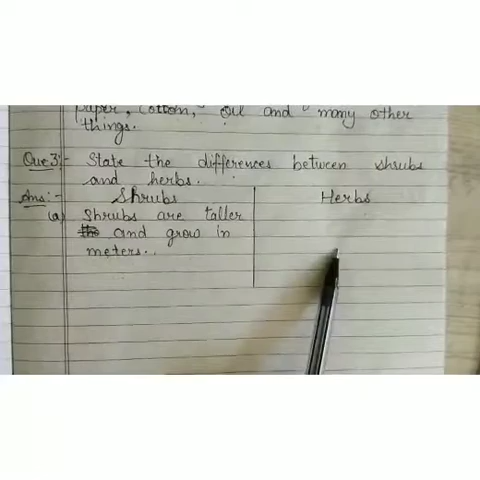 paper, cotton, oil and many other
things.
Que 3:- State the differences between shrubs
and herbs.
Ans:- Shrubs Herbs
(a) Shrubs are taller
and grow in
meters..